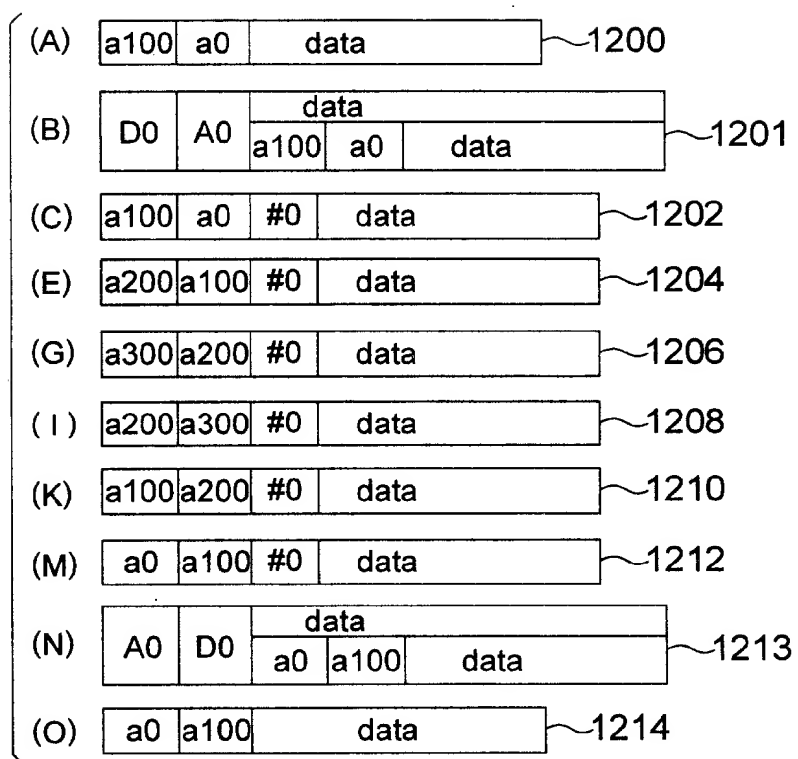 (A) a100 a0 data 1200
(B) D0 A0 data a100 a0 data 1201
(C) a100 a0 #0 data 1202
(E) a200 a100 #0 data 1204
(G) a300 a200 #0 data 1206
(I) a200 a300 #0 data 1208
(K) a100 a200 #0 data 1210
(M) a0 a100 #0 data 1212
(N) A0 D0 data a0 a100 data 1213
(O) a0 a100 data 1214